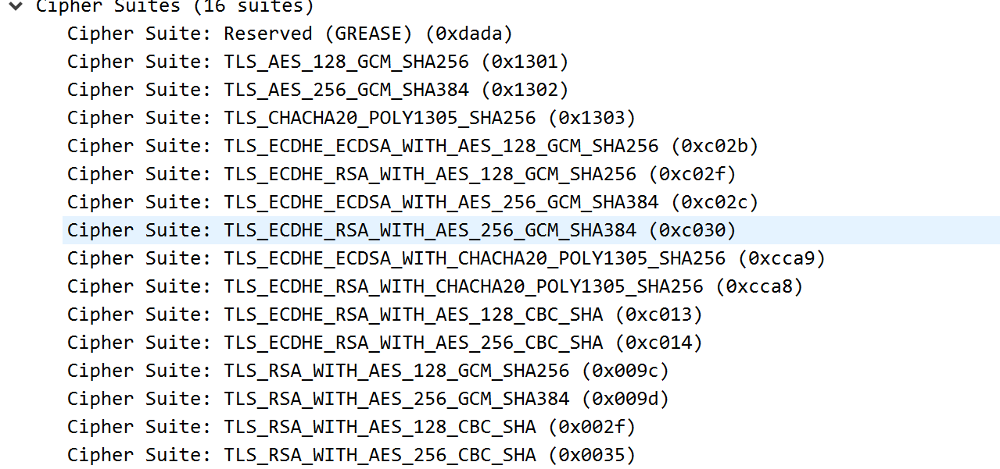 Cipher Suites (16 suites)
Cipher Suite: Reserved (GREASE) (0xdada)
Cipher Suite: TLS_AES_128_GCM_SHA256 (0x1301)
Cipher Suite: TLS_AES_256_GCM_SHA384 (0x1302)
Cipher Suite: TLS_CHACHA20_POLY1305_SHA256 (0x1303)
Cipher Suite: TLS_ECDHE_ECDSA_WITH_AES_128_GCM_SHA256 (0xc02b)
Cipher Suite: TLS_ECDHE_RSA_WITH_AES_128_GCM_SHA256 (0xc02f)
Cipher Suite: TLS_ECDHE_ECDSA_WITH_AES_256_GCM_SHA384 (0xc02c)
Cipher Suite: TLS_ECDHE_RSA_WITH_AES_256_GCM_SHA384 (0xc030)
Cipher Suite: TLS_ECDHE_ECDSA_WITH_CHACHA20_POLY1305_SHA256 (0xcca9)
Cipher Suite: TLS_ECDHE_RSA_WITH_CHACHA20_POLY1305_SHA256 (0xcca8)
Cipher Suite: TLS_ECDHE_RSA_WITH_AES_128_CBC_SHA (0xc013)
Cipher Suite: TLS_ECDHE_RSA_WITH_AES_256_CBC_SHA (0xc014)
Cipher Suite: TLS_RSA_WITH_AES_128_GCM_SHA256 (0x009c)
Cipher Suite: TLS_RSA_WITH_AES_256_GCM_SHA384 (0x009d)
Cipher Suite: TLS_RSA_WITH_AES_128_CBC_SHA (0x002f)
Cipher Suite: TLS_RSA_WITH_AES_256_CBC_SHA (0x0035)